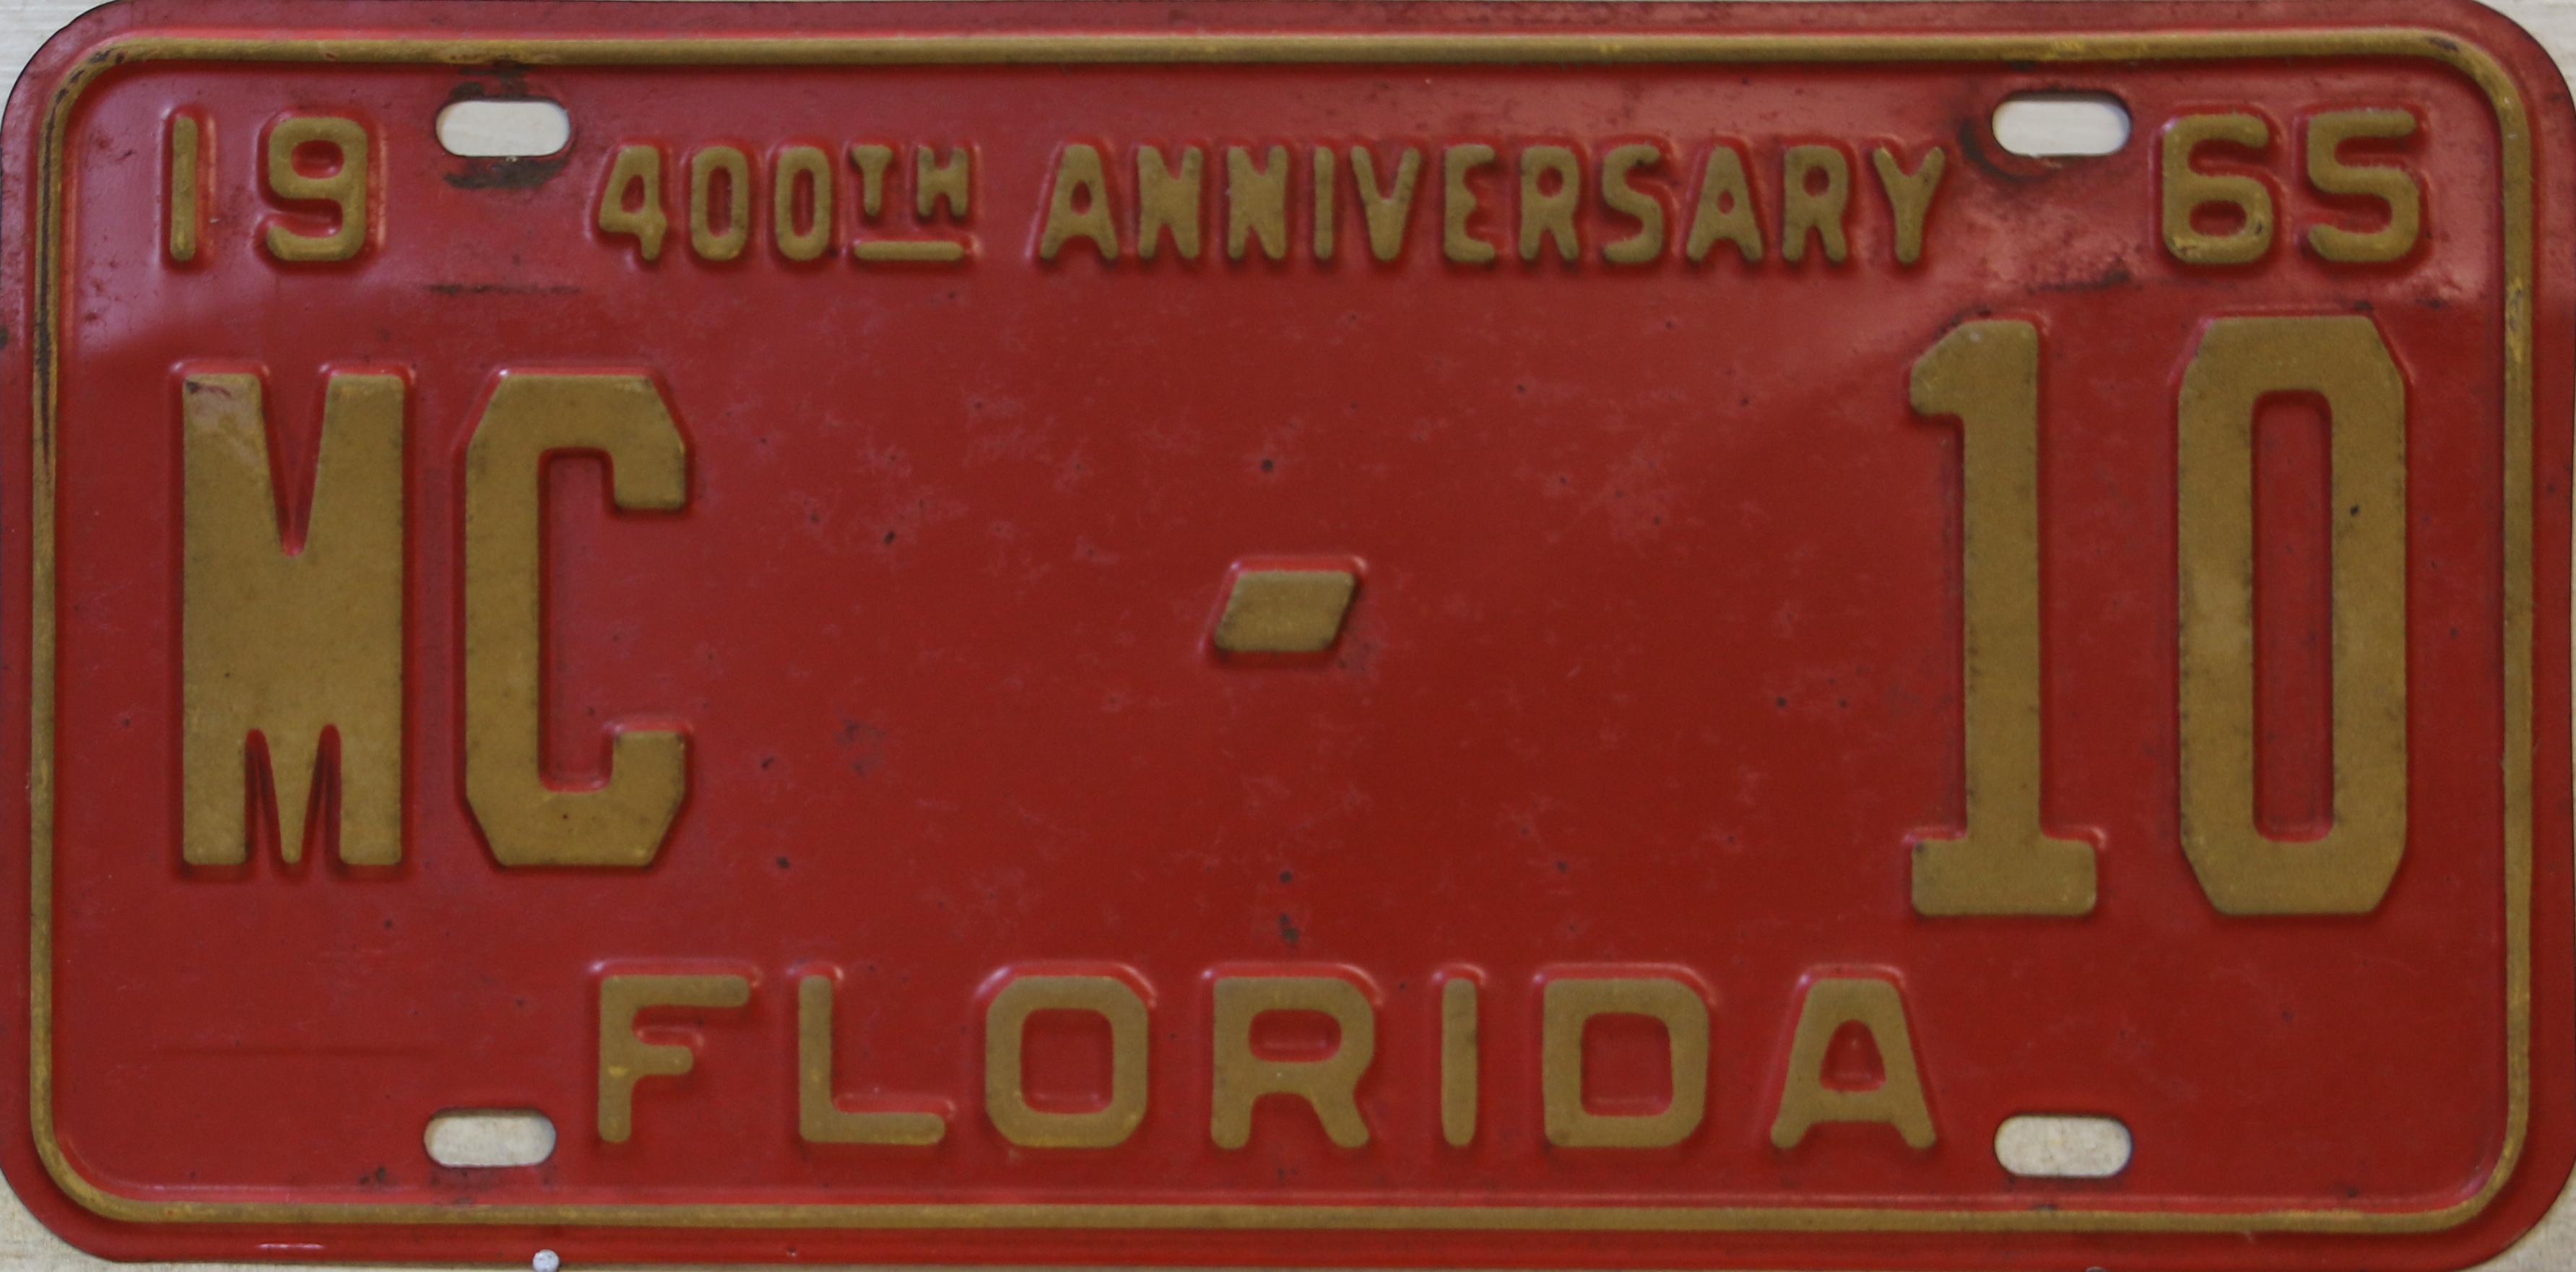 19 400TH ANNIVERSARY 65
MC - 10
FLORIDA